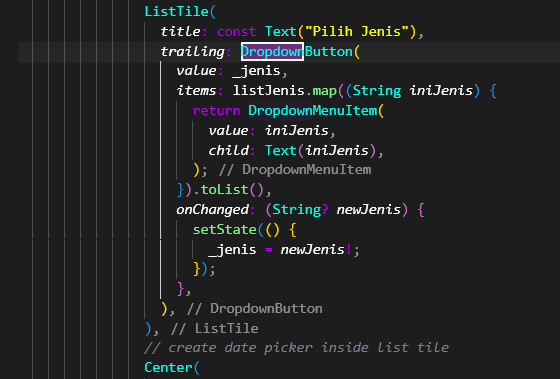 ListTile(
title: const Text("Pilih Jenis"),
trailing: DropdownButton(
value: _jenis,
items: listJenis.map((String iniJenis) {
return DropdownMenuItem(
value: iniJenis,
child: Text(iniJenis),
); // DropdownMenuItem
}).toList(),
onChanged: (String? newJenis) {
setState(() {
_jenis = newJenis!;
});
},
), // DropdownButton
), // ListTile
// create date picker inside list tile
Center(